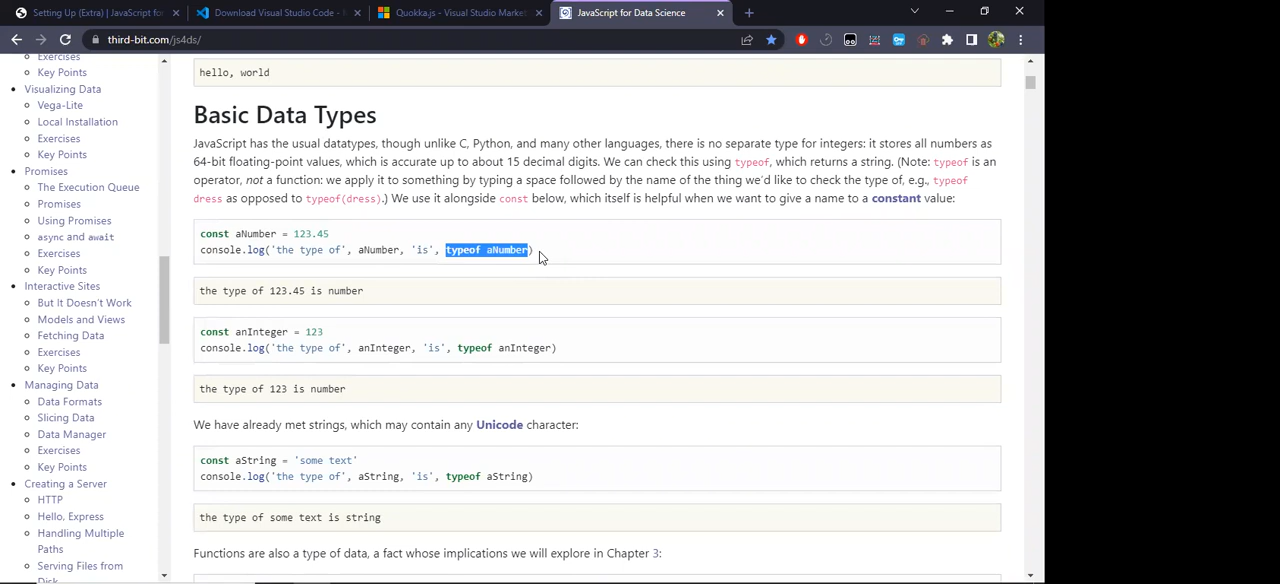 Setting Up (Extra) | JavaScript for
Download Visual Studio Code -
Quokka.js - Visual Studio Market
JavaScript for Data Science
third-bit.com/js4ds/
Exercises
Key Points
Visualizing Data
Vega-Lite
Local Installation
Exercises
Key Points
Promises
The Execution Queue
Promises
Using Promises
async and await
Exercises
Key Points
Interactive Sites
But It Doesn't Work
Models and Views
Fetching Data
Exercises
Key Points
Managing Data
Data Formats
Slicing Data
Data Manager
Exercises
Key Points
Creating a Server
HTTP
Hello, Express
Handling Multiple
Paths
Serving Files from
Disk
hello, world
Basic Data Types
JavaScript has the usual datatypes, though unlike C, Python, and many other languages, there is no separate type for integers: it stores all numbers as
64-bit floating-point values, which is accurate up to about 15 decimal digits. We can check this using typeof, which returns a string. (Note: typeof is an
operator, not a function: we apply it to something by typing a space followed by the name of the thing we'd like to check the type of, e.g., typeof
dress as opposed to typeof(dress).) We use it alongside const below, which itself is helpful when we want to give a name to a constant value:
const aNumber = 123.45
console.log('the type of', aNumber, 'is', typeof aNumber)
the type of 123.45 is number
const anInteger = 123
console.log('the type of', anInteger, 'is', typeof anInteger)
the type of 123 is number
We have already met strings, which may contain any Unicode character:
const aString = 'some text'
console.log('the type of', aString, 'is', typeof aString)
the type of some text is string
Functions are also a type of data, a fact whose implications we will explore in Chapter 3: